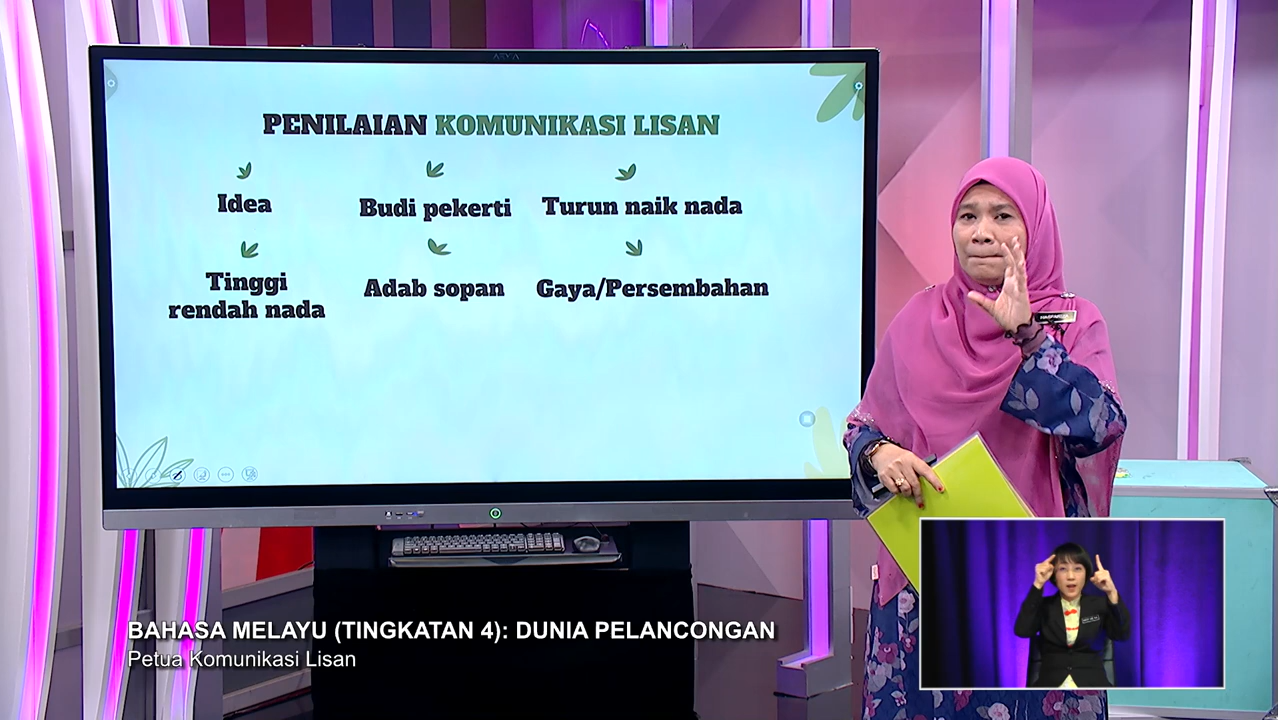 PENILAIAN KOMUNIKASI LISAN
Idea
Budi pekerti
Turun naik nada
Tinggi
rendah nada
Adab sopan
Gaya/Persembahan
BAHASA MELAYU (TINGKATAN 4): DUNIA PELANCONGAN
Petua Komunikasi Lisan